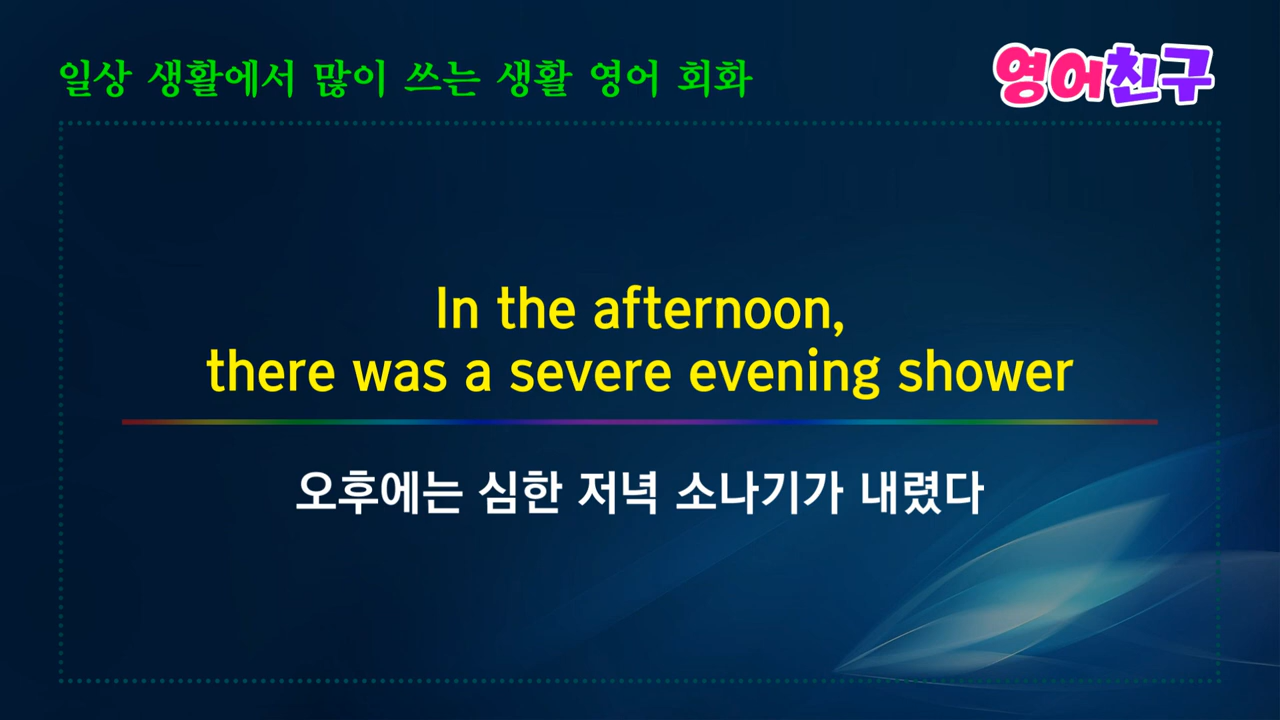 일상 생활에서 많이 쓰는 생활 영어 회화
영어친구
In the afternoon,
there was a severe evening shower
오후에는 심한 저녁 소나기가 내렸다